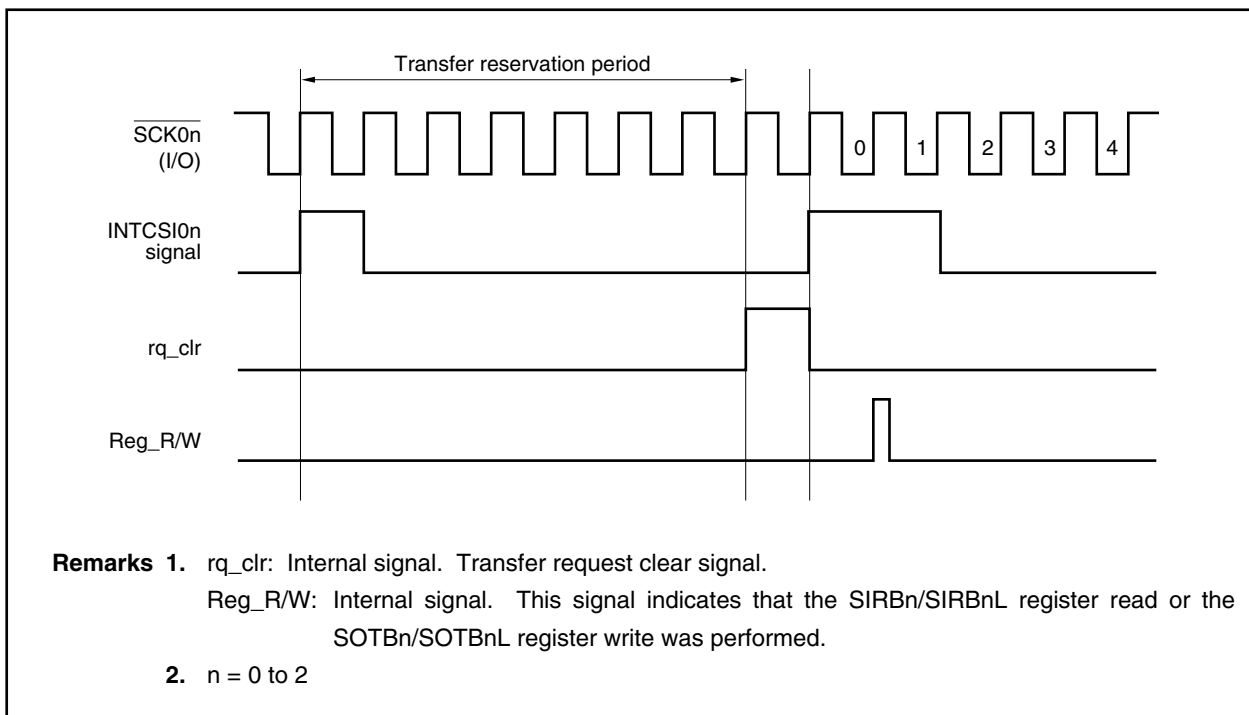 Transfer reservation period
SCK0n
(I/O)
0 1 2 3 4
INTCSI0n
signal
rq_clr
Reg_R/W
Remarks 1. rq_clr: Internal signal. Transfer request clear signal.
Reg_R/W: Internal signal. This signal indicates that the SIRBn/SIRBnL register read or the
SOTBn/SOTBnL register write was performed.
2. n = 0 to 2